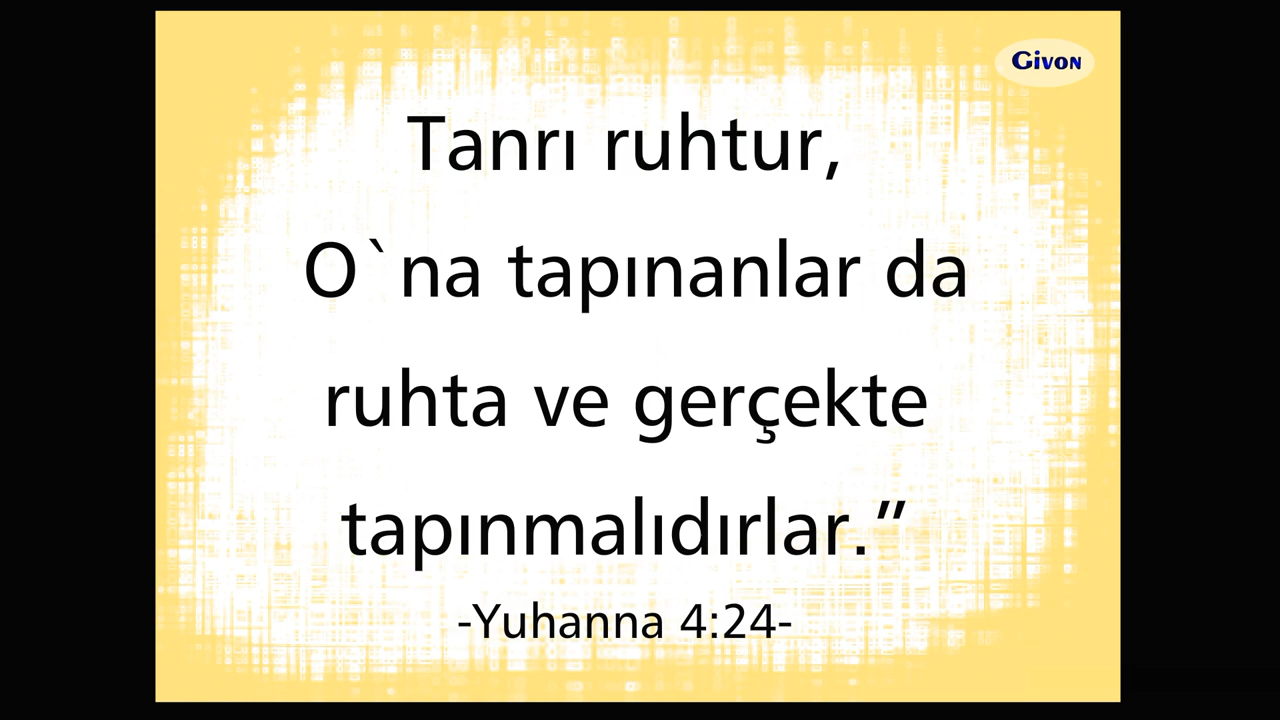 Givon
Tanrı ruhtur,
O`na tapınanlar da
ruhta ve gerçekte
tapınmalıdırlar.”
-Yuhanna 4:24-